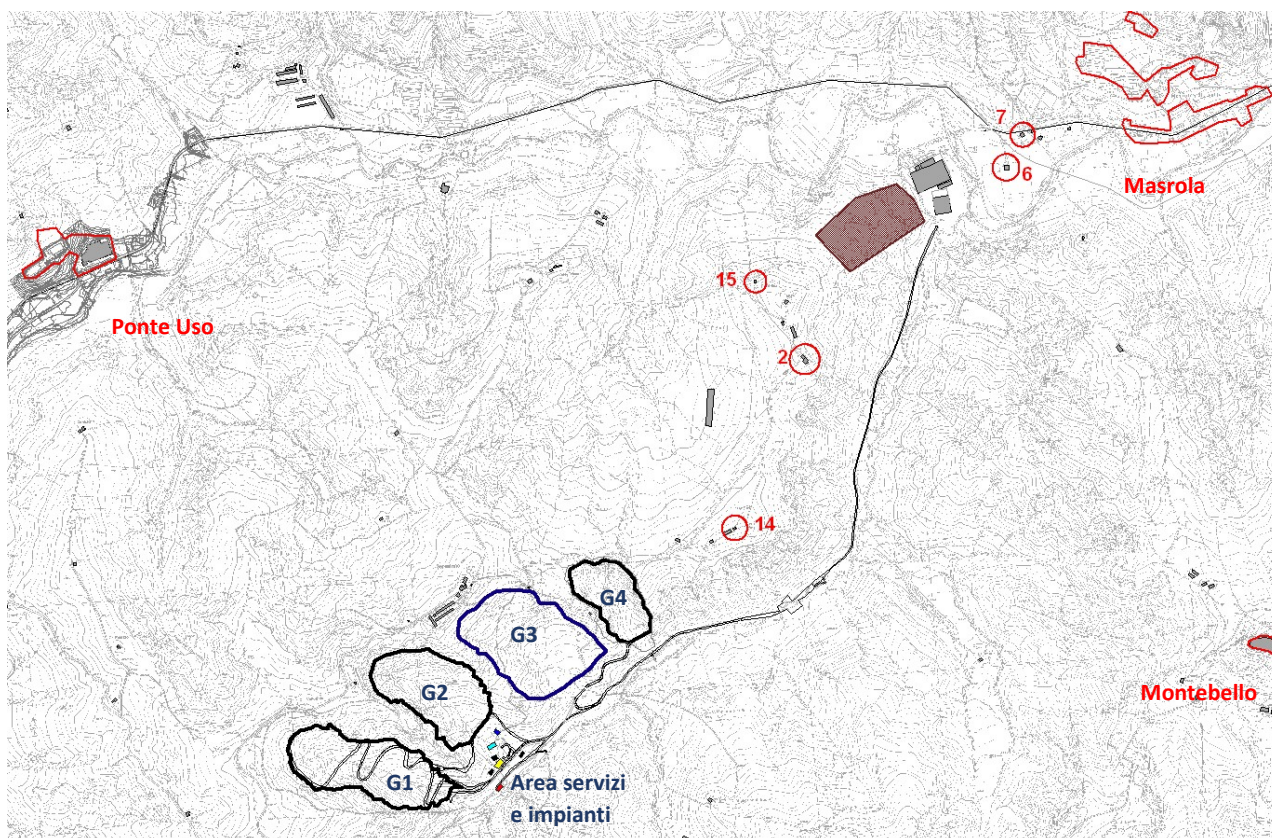 7
6
Masrola
15
Ponte Uso
2
14
G4
G3
G2
Montebello
G1
Area servizi
e impianti